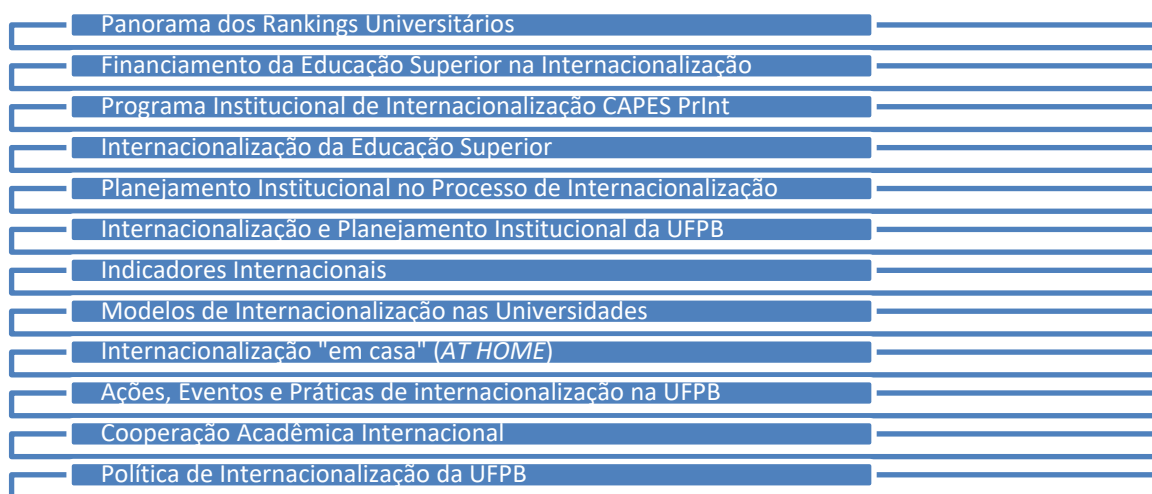 Panorama dos Rankings Universitários
Financiamento da Educação Superior na Internacionalização
Programa Institucional de Internacionalização CAPES PrInt
Internacionalização da Educação Superior
Planejamento Institucional no Processo de Internacionalização
Internacionalização e Planejamento Institucional da UFPB
Indicadores Internacionais
Modelos de Internacionalização nas Universidades
Internacionalização "em casa" (AT HOME)
Ações, Eventos e Práticas de internacionalização na UFPB
Cooperação Acadêmica Internacional
Política de Internacionalização da UFPB